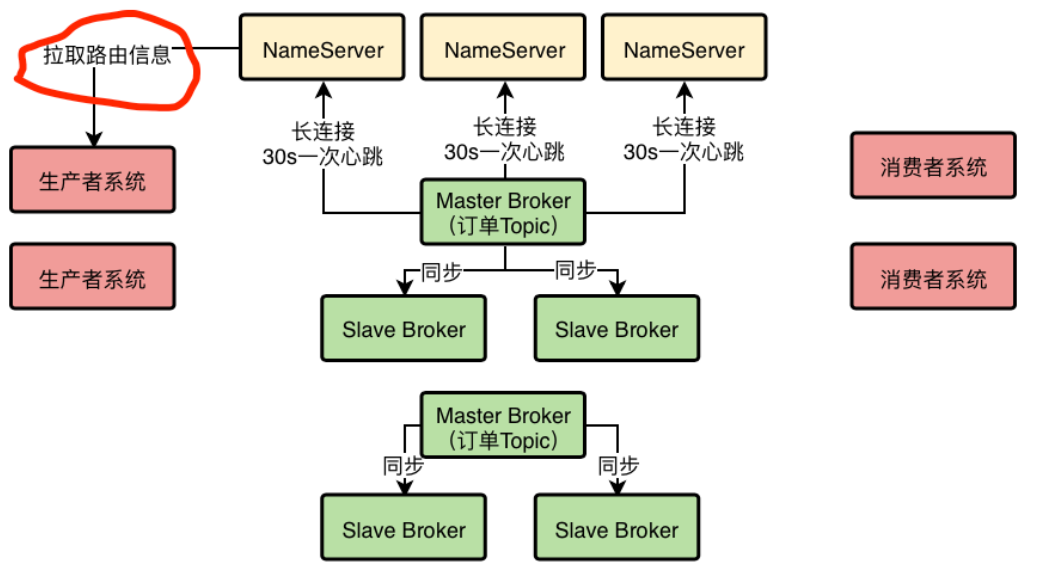 拉取路由信息
NameServer
NameServer
NameServer
长连接
30s一次心跳
长连接
30s一次心跳
长连接
30s一次心跳
生产者系统
Master Broker
（订单Topic）
消费者系统
生产者系统
同步
同步
消费者系统
Slave Broker
Slave Broker
Master Broker
（订单Topic）
同步
同步
Slave Broker
Slave Broker